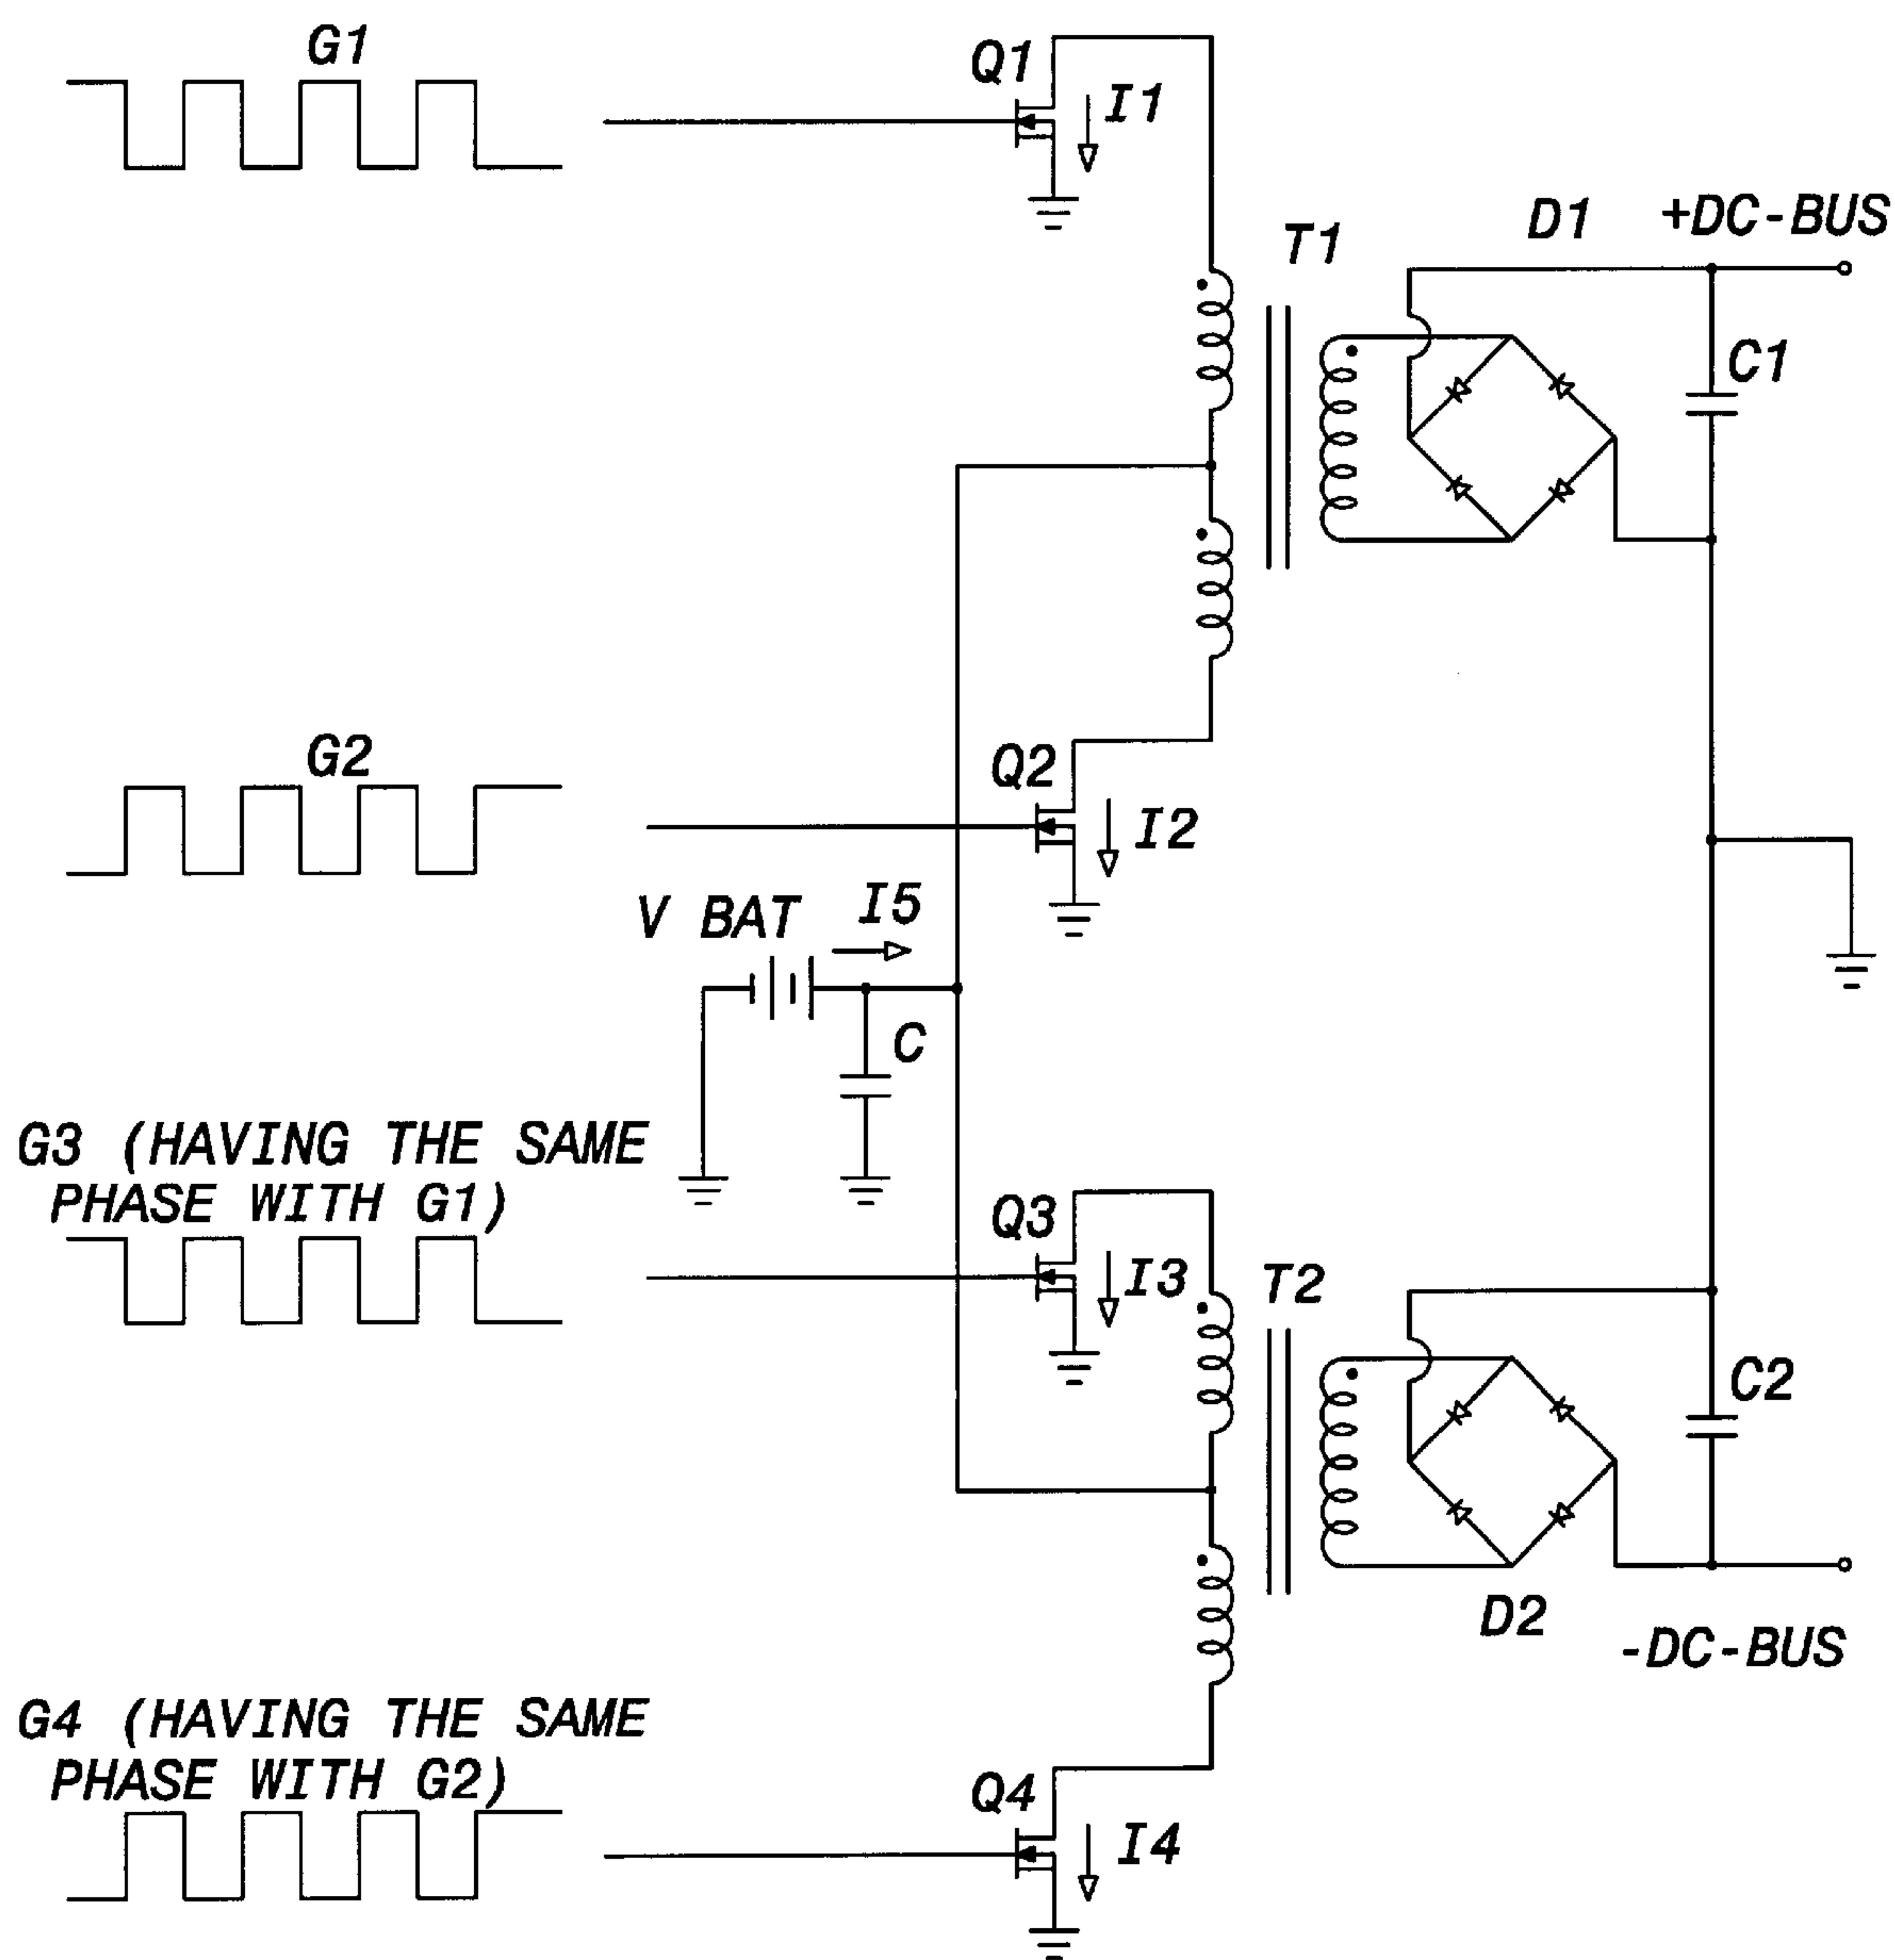 G1
Q1
I1
T1
D1
+DC-BUS
C1
G2
Q2
I2
V BAT
I5
C
G3 (HAVING THE SAME
PHASE WITH G1)
Q3
I3
T2
C2
D2
-DC-BUS
G4 (HAVING THE SAME
PHASE WITH G2)
Q4
I4